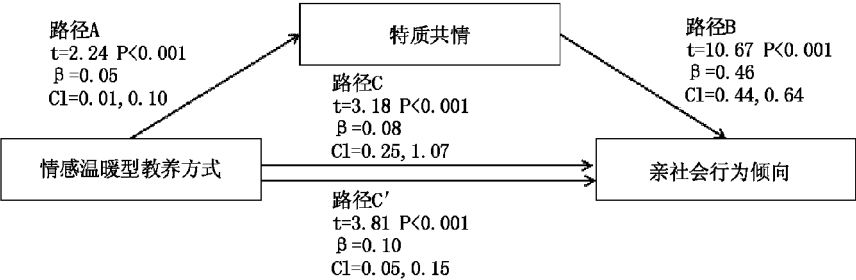 路径A
t=2.24 P<0.001
β=0.05
Cl=0.01,0.10
特质共情
路径B
t=10.67 P<0.001
β=0.46
Cl=0.44,0.64
路径C
t=3.18 P<0.001
β=0.08
Cl=0.25,1.07
情感温暖型教养方式
亲社会行为倾向
路径C′
t=3.81 P<0.001
β=0.10
Cl=0.05,0.15